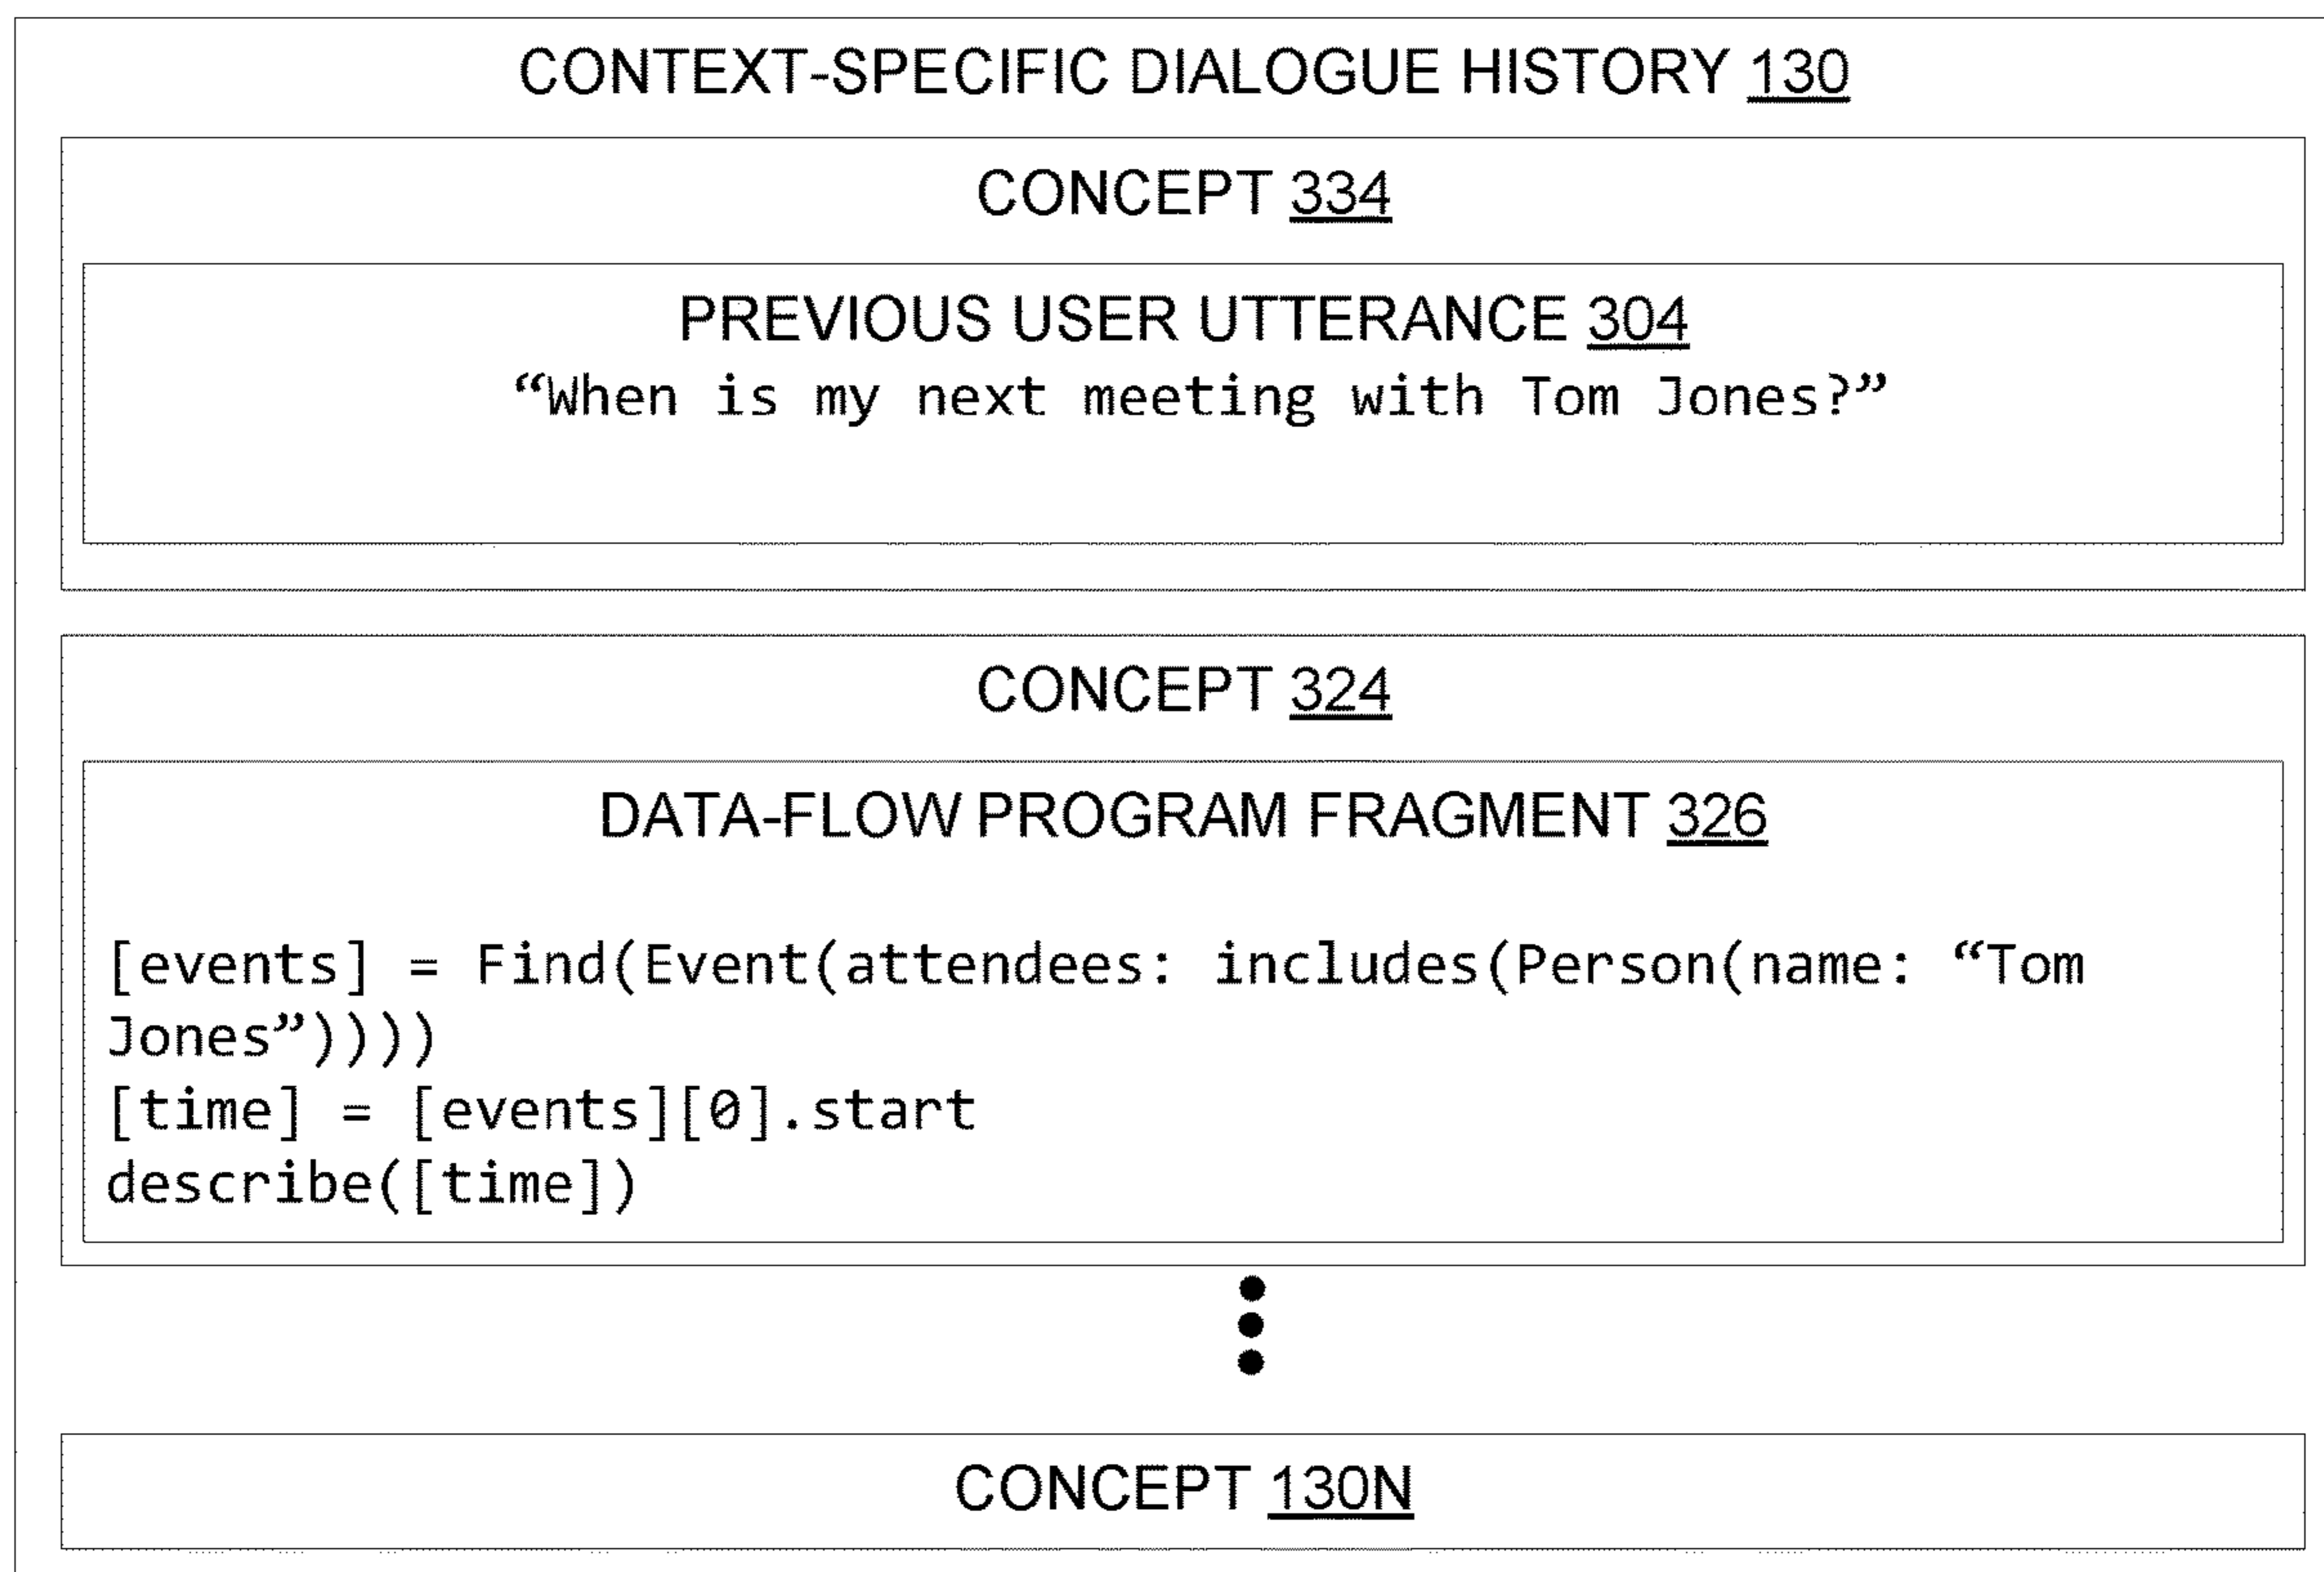 CONTEXT-SPECIFIC DIALOGUE HISTORY 130
CONCEPT 334
PREVIOUS USER UTTERANCE 304
“When is my next meeting with Tom Jones?”
CONCEPT 324
DATA-FLOW PROGRAM FRAGMENT 326
[events] = Find(Event(attendees: includes(Person(name: “Tom
Jones”))))
[time] = [events][0].start
describe([time])
CONCEPT 130N